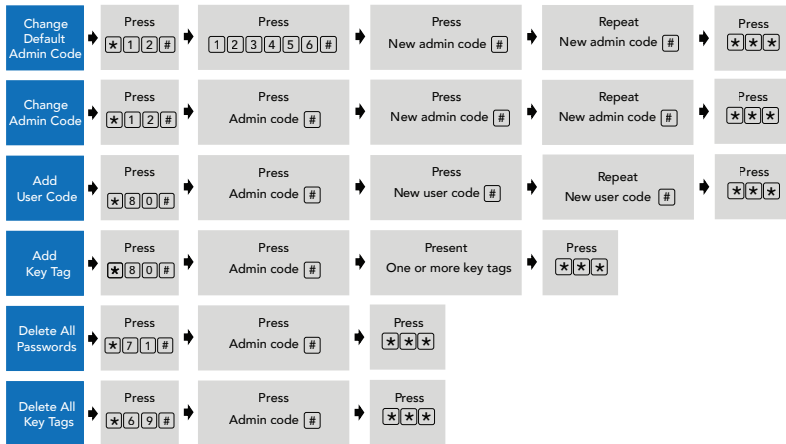 Change
Default
Admin Code
Press
*12#
Press
123456#
Press
New admin code #
Repeat
New admin code #
Press
***
Change
Admin Code
Press
*12#
Press
Admin code #
Press
New admin code #
Repeat
New admin code #
Press
***
Add
User Code
Press
*80#
Press
Admin code #
Press
New user code #
Repeat
New user code #
Press
***
Add
Key Tag
Press
*80#
Press
Admin code #
Present
One or more key tags
Press
***
Delete All
Passwords
Press
*71#
Press
Admin code #
Press
***
Delete All
Key Tags
Press
*69#
Press
Admin code #
Press
***